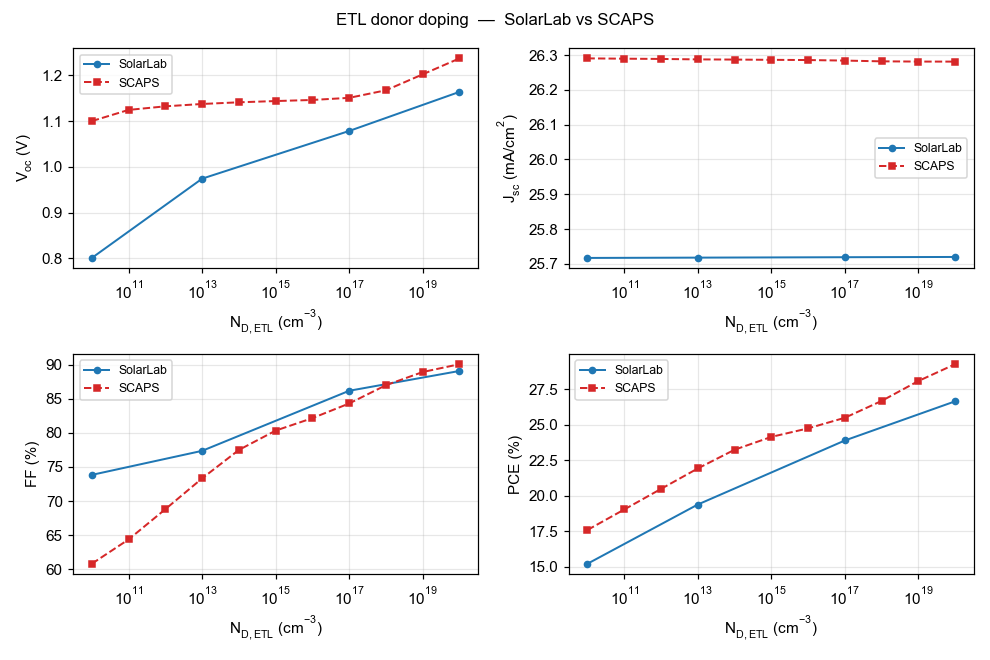 ETL donor doping — SolarLab vs SCAPS
V_oc (V)
1.2
1.1
1.0
0.9
0.8
SolarLab
SCAPS
10^11
10^13
10^15
10^17
10^19
N_D, ETL (cm^−3)
J_sc (mA/cm^2)
26.3
26.2
26.1
26.0
25.9
25.8
25.7
SolarLab
SCAPS
10^11
10^13
10^15
10^17
10^19
N_D, ETL (cm^−3)
FF (%)
90
85
80
75
70
65
60
SolarLab
SCAPS
10^11
10^13
10^15
10^17
10^19
N_D, ETL (cm^−3)
PCE (%)
27.5
25.0
22.5
20.0
17.5
15.0
SolarLab
SCAPS
10^11
10^13
10^15
10^17
10^19
N_D, ETL (cm^−3)